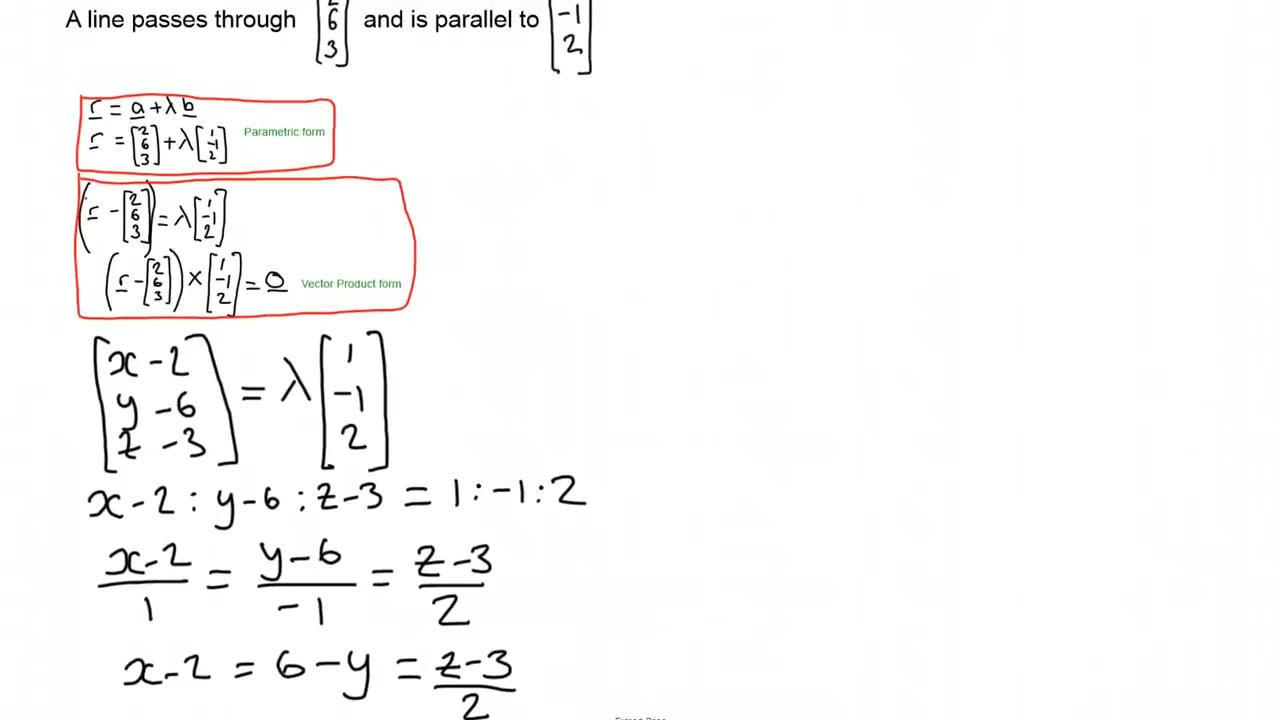 A line passes through [2 6 3] and is parallel to [-1 2]
r = a + λ b
r = [2 6 3] + λ [1 -1 2] Parametric form
(r - [2 6 3]) = λ [1 -1 2]
(r - [2 6 3]) × [1 -1 2] = 0 Vector Product form
[x - 2 y - 6 z - 3] = λ [1 -1 2]
x - 2 : y - 6 : z - 3 = 1 : -1 : 2
x - 2 / 1 = y - 6 / -1 = z - 3 / 2
x - 2 = 6 - y = z - 3 / 2